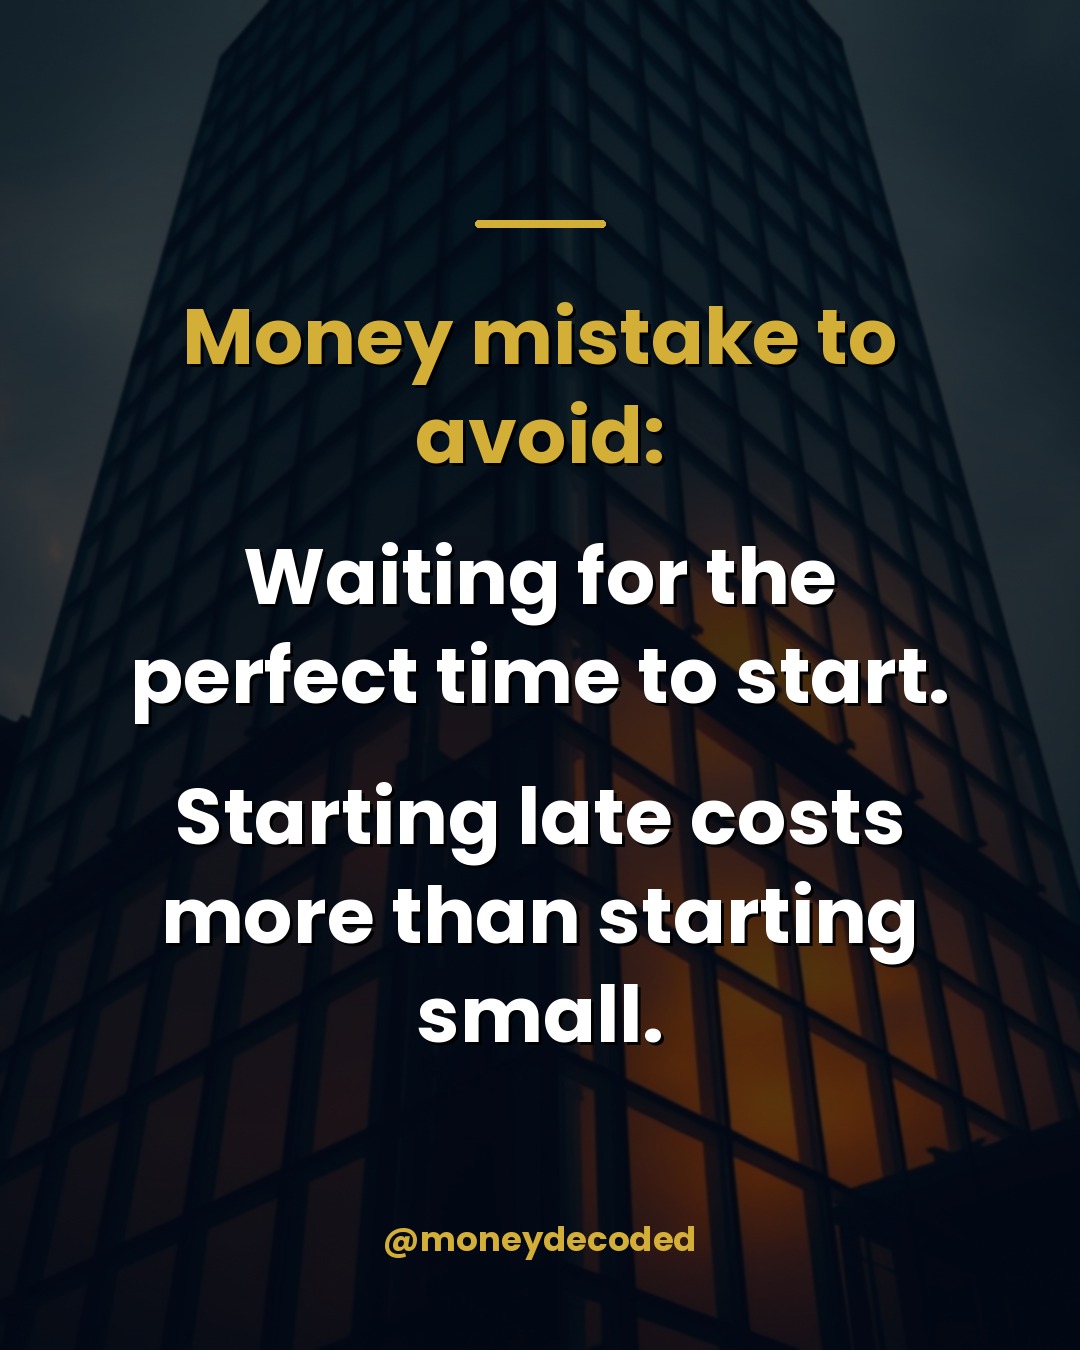 Money mistake to
avoid:
Waiting for the
perfect time to start.
Starting late costs
more than starting
small.
@moneydecoded